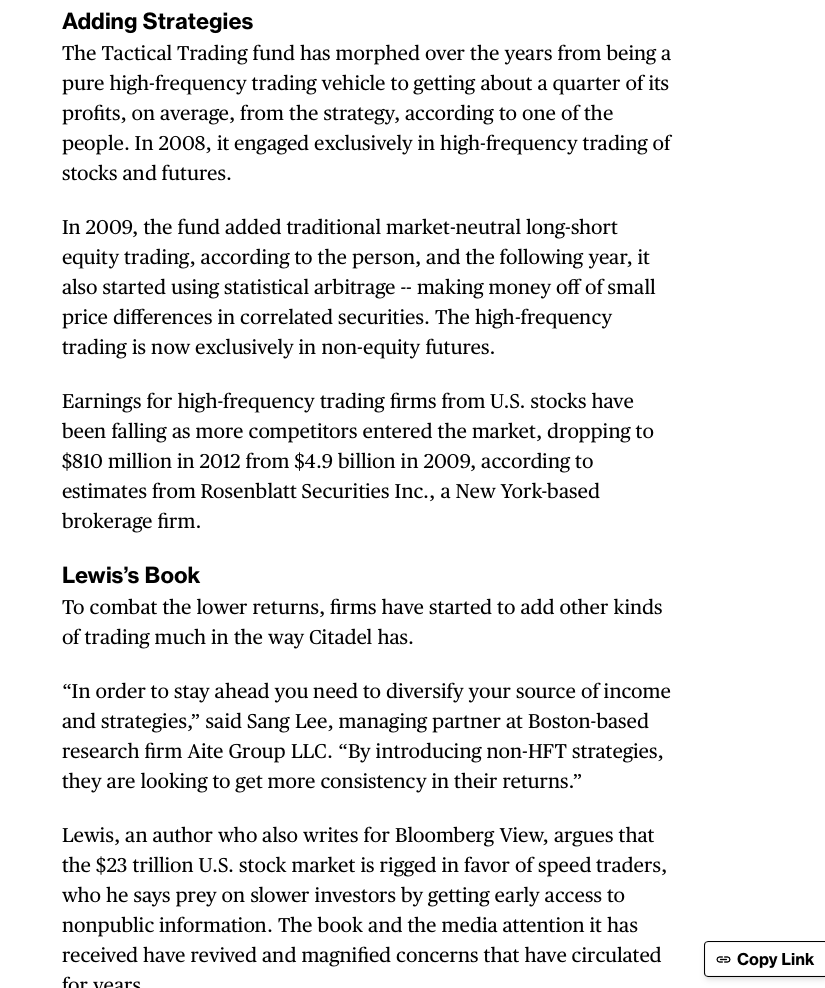 Adding Strategies
The Tactical Trading fund has morphed over the years from being a
pure high-frequency trading vehicle to getting about a quarter of its
profits, on average, from the strategy, according to one of the
people. In 2008, it engaged exclusively in high-frequency trading of
stocks and futures.
In 2009, the fund added traditional market-neutral long-short
equity trading, according to the person, and the following year, it
also started using statistical arbitrage -- making money off of small
price differences in correlated securities. The high-frequency
trading is now exclusively in non-equity futures.
Earnings for high-frequency trading firms from U.S. stocks have
been falling as more competitors entered the market, dropping to
$810 million in 2012 from $4.9 billion in 2009, according to
estimates from Rosenblatt Securities Inc., a New York-based
brokerage firm.
Lewis’s Book
To combat the lower returns, firms have started to add other kinds
of trading much in the way Citadel has.
“In order to stay ahead you need to diversify your source of income
and strategies,” said Sang Lee, managing partner at Boston-based
research firm Aite Group LLC. “By introducing non-HFT strategies,
they are looking to get more consistency in their returns.”
Lewis, an author who also writes for Bloomberg View, argues that
the $23 trillion U.S. stock market is rigged in favor of speed traders,
who he says prey on slower investors by getting early access to
nonpublic information. The book and the media attention it has
received have revived and magnified concerns that have circulated
for years.
Copy Link